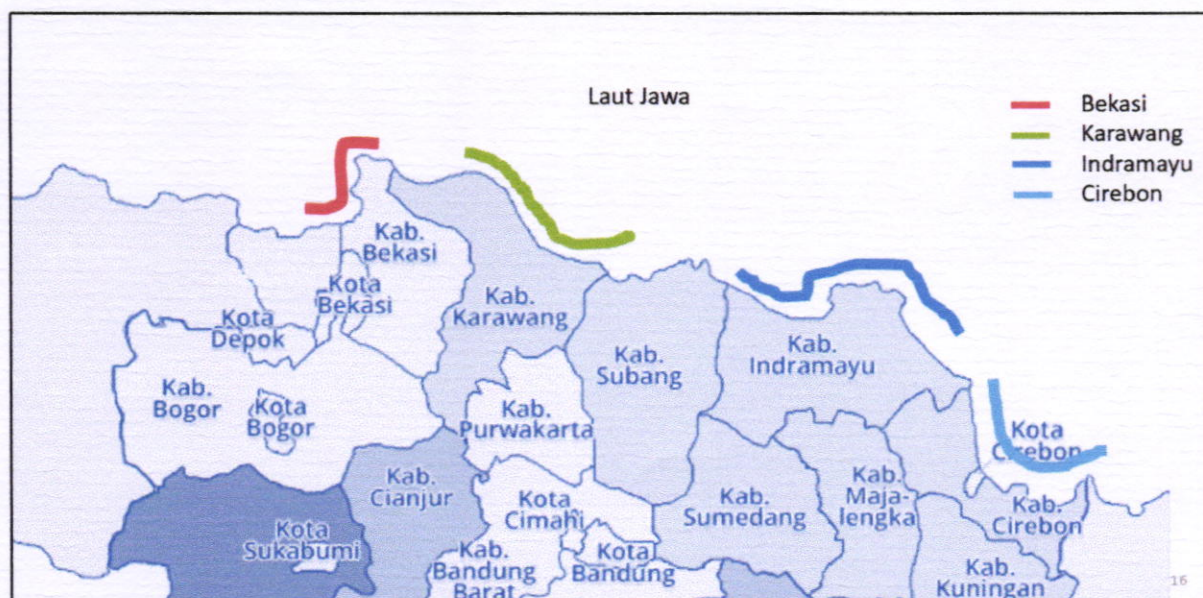 Laut Jawa
Bekasi
Karawang
Indramayu
Cirebon
Kab.
Bekasi
Kota
Bekasi
Kota
Depok
Kab.
Karawang
Kab.
Subang
Kab.
Indramayu
Kab.
Bogor
Kota
Bogor
Kab.
Purwakarta
Kota
Cirebon
Kab.
Cianjur
Kota
Cimahi
Kab.
Sumedang
Kab.
Maja-
lengka
Kab.
Cirebon
Kota
Sukabumi
Kab.
Bandung
Barat
Kota
Bandung
Kab.
Kuningan
16